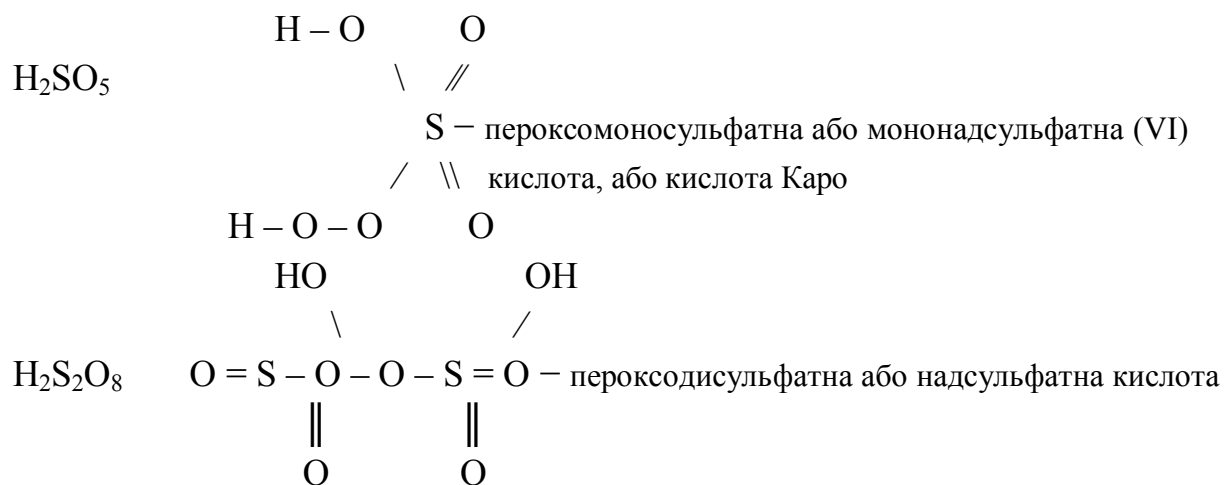 H – O O
H₂SO₅ \ //
S – пероксомоносульфатна або мононадсульфатна (VI)
/ \\ кислота, або кислота Каро
H – O – O O
HO OH
\ /
H₂S₂O₈ O = S – O – O – S = O – пероксодисульфатна або надсульфатна кислота
|| ||
O O